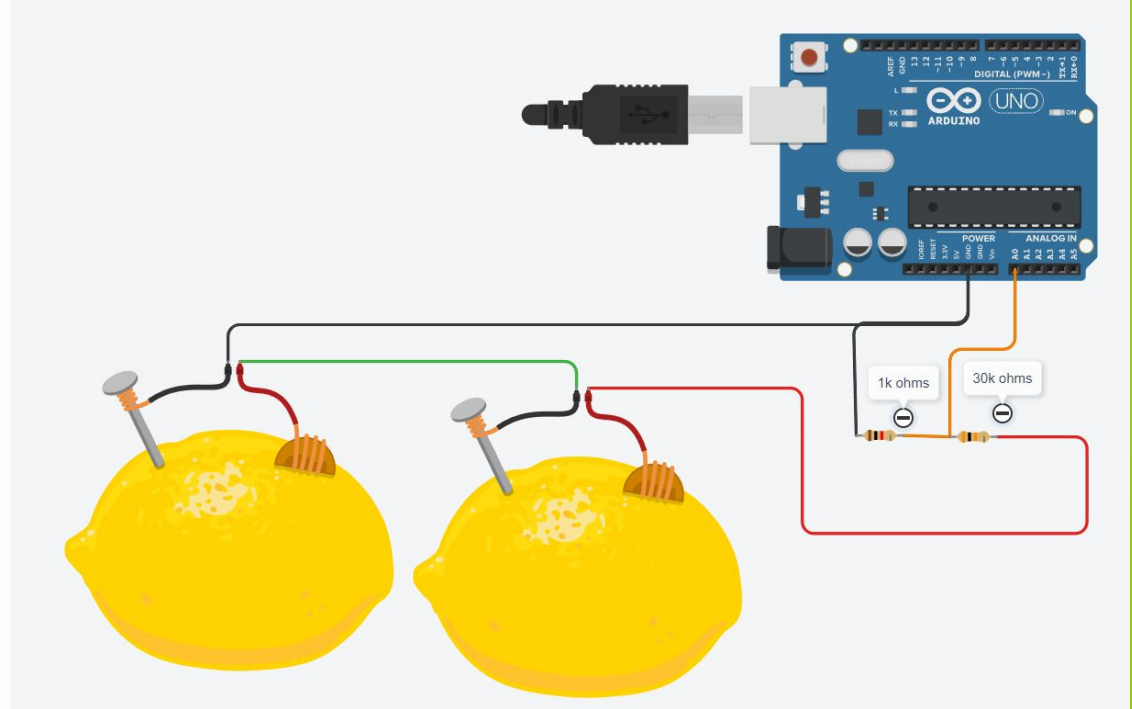 AREF
GND
13
12
~11
~10
~9
8
7
~6
~5
4
~3
2
TX→1
RX←0
DIGITAL (PWM~)
L
TX
RX
ARDUINO
UNO
ON
POWER
ANALOG IN
IOREF
RESET
3.3V
5V
GND
GND
Vin
A0
A1
A2
A3
A4
A5
1k ohms
30k ohms